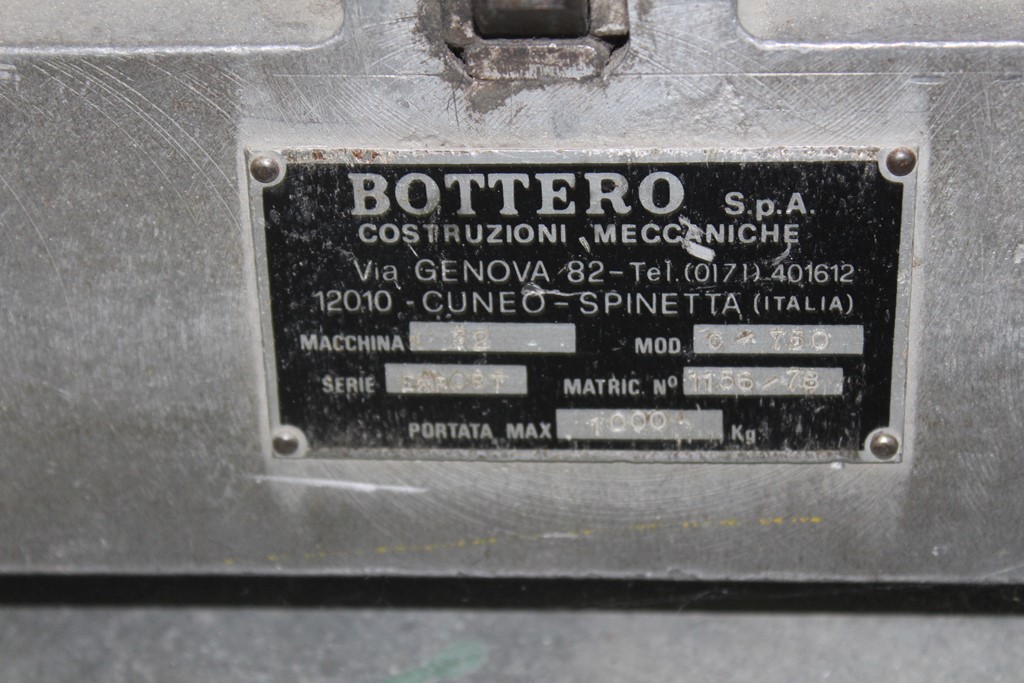 BOTTERO S.p.A.
COSTRUZIONI MECCANICHE
Via GENOVA 82-Tel.(0171) 401612
12010 - CUNEO - SPINETTA (ITALIA)
MACCHINA MOD.
SERIE MATRIC. Nº 1156/78
PORTATA MAX 1000 Kg